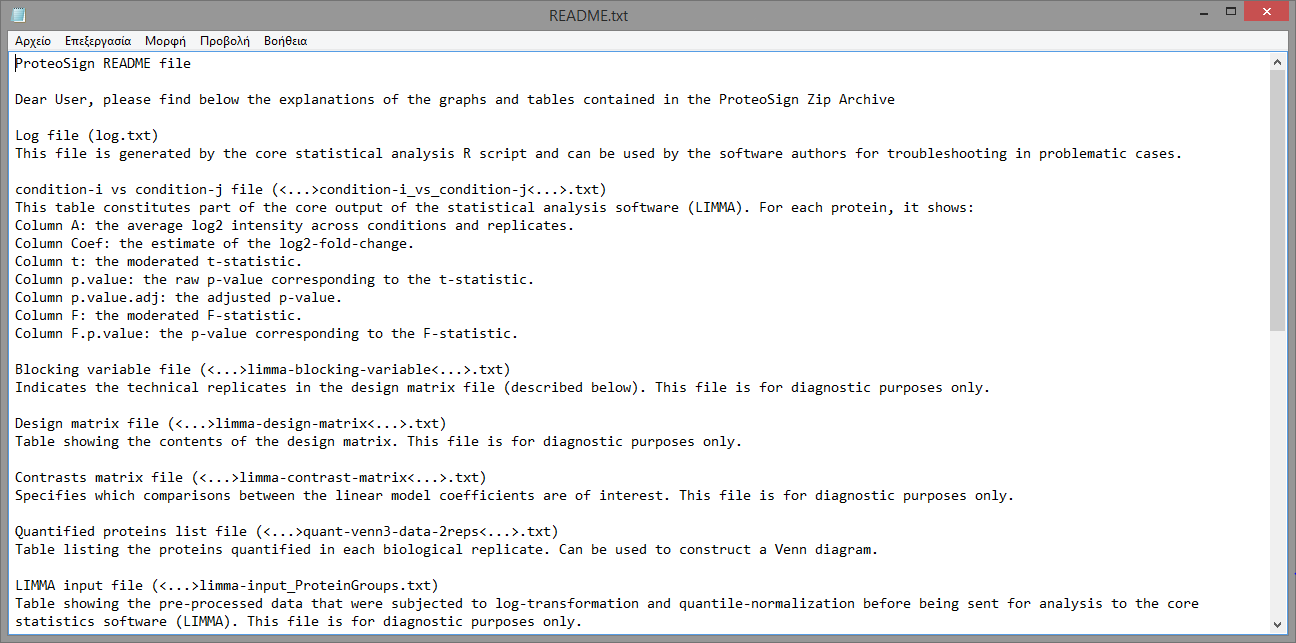 README.txt
Αρχείο Επεξεργασία Μορφή Προβολή Βοήθεια
ProteoSign README file
Dear User, please find below the explanations of the graphs and tables contained in the ProteoSign Zip Archive
Log file (log.txt)
This file is generated by the core statistical analysis R script and can be used by the software authors for troubleshooting in problematic cases.
condition-i vs condition-j file (<...>condition-i_vs_condition-j<...>.txt)
This table constitutes part of the core output of the statistical analysis software (LIMMA). For each protein, it shows:
Column A: the average log2 intensity across conditions and replicates.
Column Coef: the estimate of the log2-fold-change.
Column t: the moderated t-statistic.
Column p.value: the raw p-value corresponding to the t-statistic.
Column p.value.adj: the adjusted p-value.
Column F: the moderated F-statistic.
Column F.p.value: the p-value corresponding to the F-statistic.
Blocking variable file (<...>limma-blocking-variable<...>.txt)
Indicates the technical replicates in the design matrix file (described below). This file is for diagnostic purposes only.
Design matrix file (<...>limma-design-matrix<...>.txt)
Table showing the contents of the design matrix. This file is for diagnostic purposes only.
Contrasts matrix file (<...>limma-contrast-matrix<...>.txt)
Specifies which comparisons between the linear model coefficients are of interest. This file is for diagnostic purposes only.
Quantified proteins list file (<...>quant-venn3-data-2reps<...>.txt)
Table listing the proteins quantified in each biological replicate. Can be used to construct a Venn diagram.
LIMMA input file (<...>limma-input_ProteinGroups.txt)
Table showing the pre-processed data that were subjected to log-transformation and quantile-normalization before being sent for analysis to the core
statistics software (LIMMA). This file is for diagnostic purposes only.